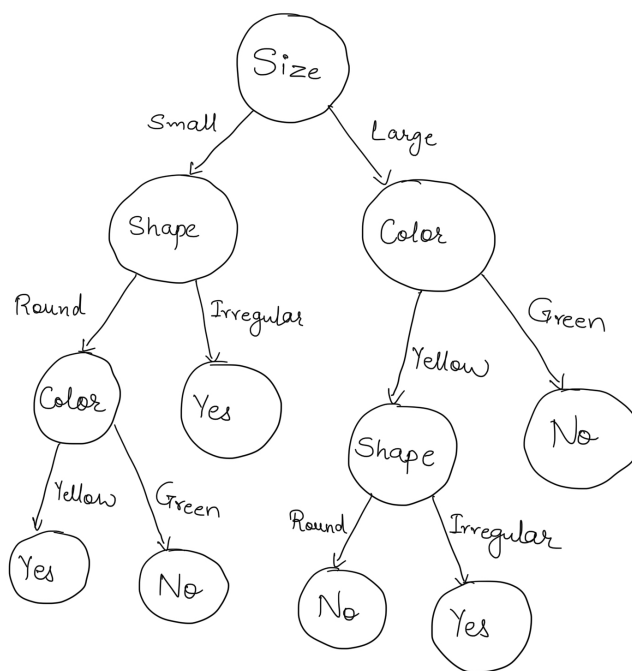 Size
Small
Large
Shape
Color
Round
Irregular
Green
Yellow
Color
Yes
Shape
No
Yellow
Green
Round
Irregular
Yes
No
No
Yes